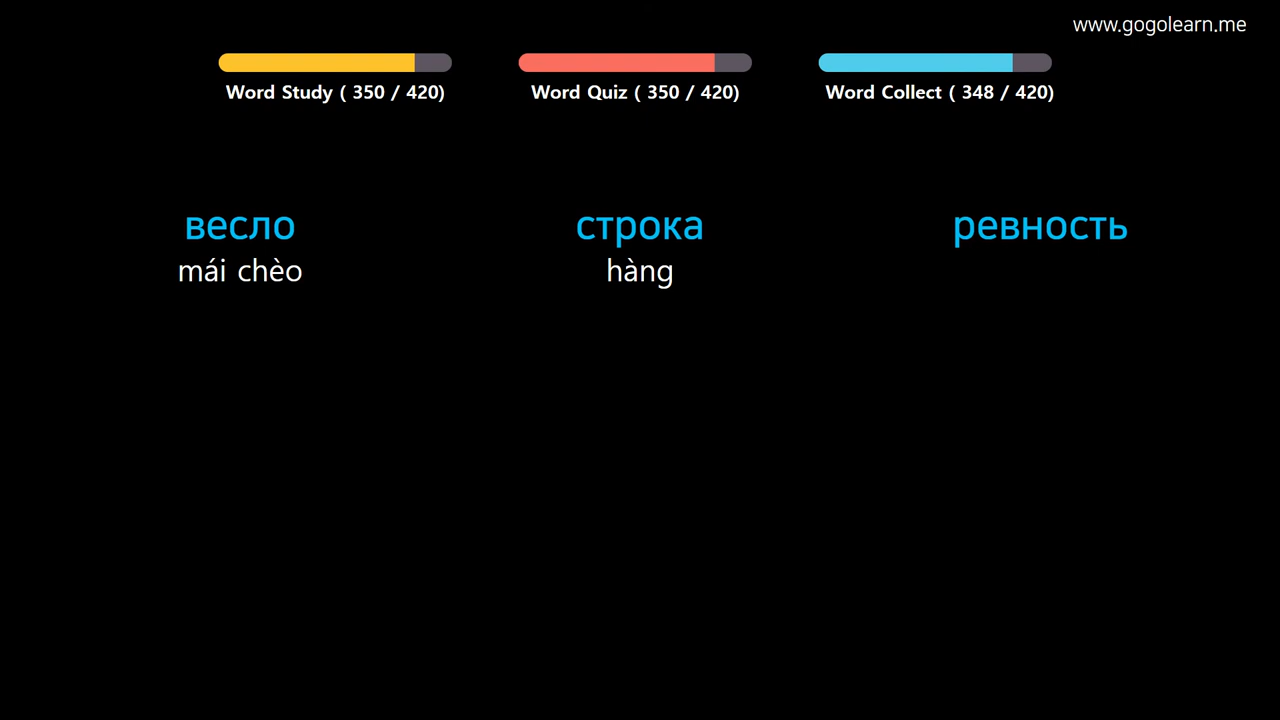 www.gogolearn.me
Word Study ( 350 / 420)
Word Quiz ( 350 / 420)
Word Collect ( 348 / 420)
весло
mái chèo
строка
hàng
ревность